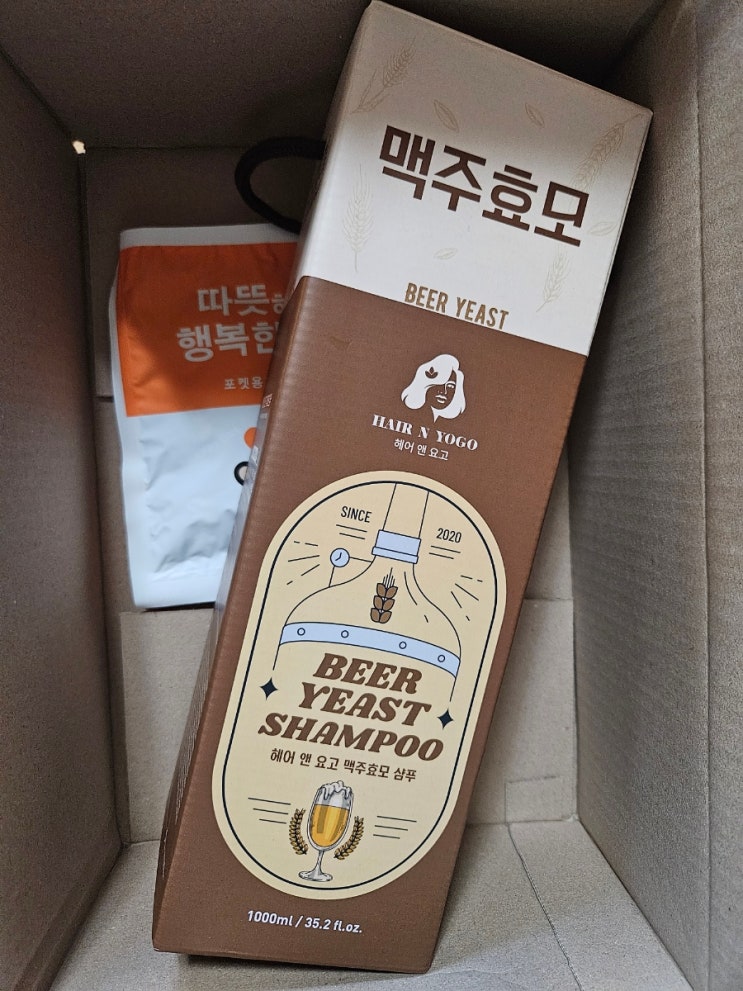 맥주효모
BEER YEAST
HAIR N YOGO
헤어 앤 요고
SINCE
2020
BEER
YEAST
SHAMPOO
헤어 앤 요고 맥주효모 샴푸
1000ml / 35.2 fl.oz.
따뜻
행복한
포켓용